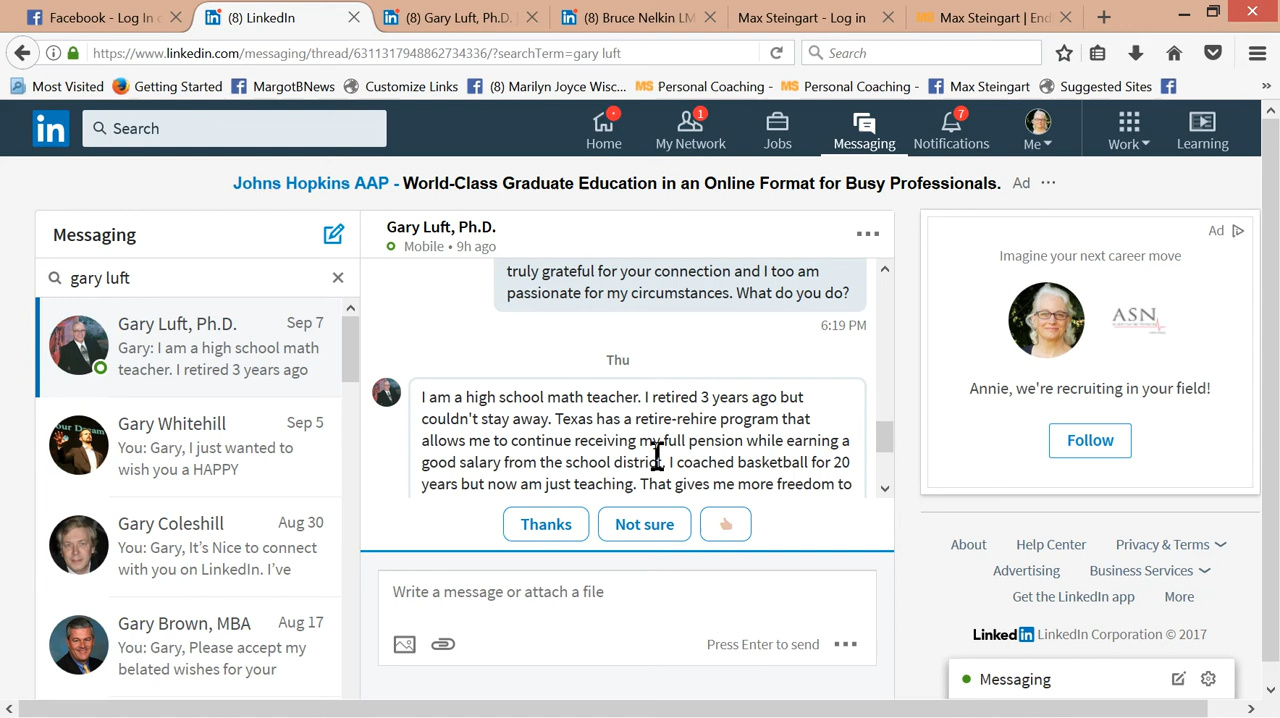 Facebook - Log In o
(8) LinkedIn
(8) Gary Luft, Ph.D.
(8) Bruce Nelkin LM
Max Steingart - Log in
Max Steingart | End
https://www.linkedin.com/messaging/thread/6311317948862734336/?searchTerm=gary luft
Search
Most Visited
Getting Started
MargotBNews
Customize Links
(8) Marilyn Joyce Wisc...
MS Personal Coaching -
MS Personal Coaching -
Max Steingart
Suggested Sites
in
Search
Home
1
My Network
Jobs
Messaging
7
Notifications
Me
Work
Learning
Johns Hopkins AAP - World-Class Graduate Education in an Online Format for Busy Professionals. Ad
Messaging
gary luft
Gary Luft, Ph.D. Sep 7
Gary: I am a high school math
teacher. I retired 3 years ago
Gary Whitehill Sep 5
You: Gary, I just wanted to
wish you a HAPPY
Gary Coleshill Aug 30
You: Gary, It's Nice to connect
with you on LinkedIn. I've
Gary Brown, MBA Aug 17
You: Gary, Please accept my
belated wishes for your
Gary Luft, Ph.D.
Mobile • 9h ago
truly grateful for your connection and I too am
passionate for my circumstances. What do you do?
6:19 PM
Thu
I am a high school math teacher. I retired 3 years ago but
couldn't stay away. Texas has a retire-rehire program that
allows me to continue receiving my full pension while earning a
good salary from the school district. I coached basketball for 20
years but now am just teaching. That gives me more freedom to
Thanks
Not sure
Write a message or attach a file
Press Enter to send
Ad
Imagine your next career move
ASN
Annie, we're recruiting in your field!
Follow
About
Help Center
Privacy & Terms
Advertising
Business Services
Get the LinkedIn app
More
Linked in LinkedIn Corporation © 2017
Messaging